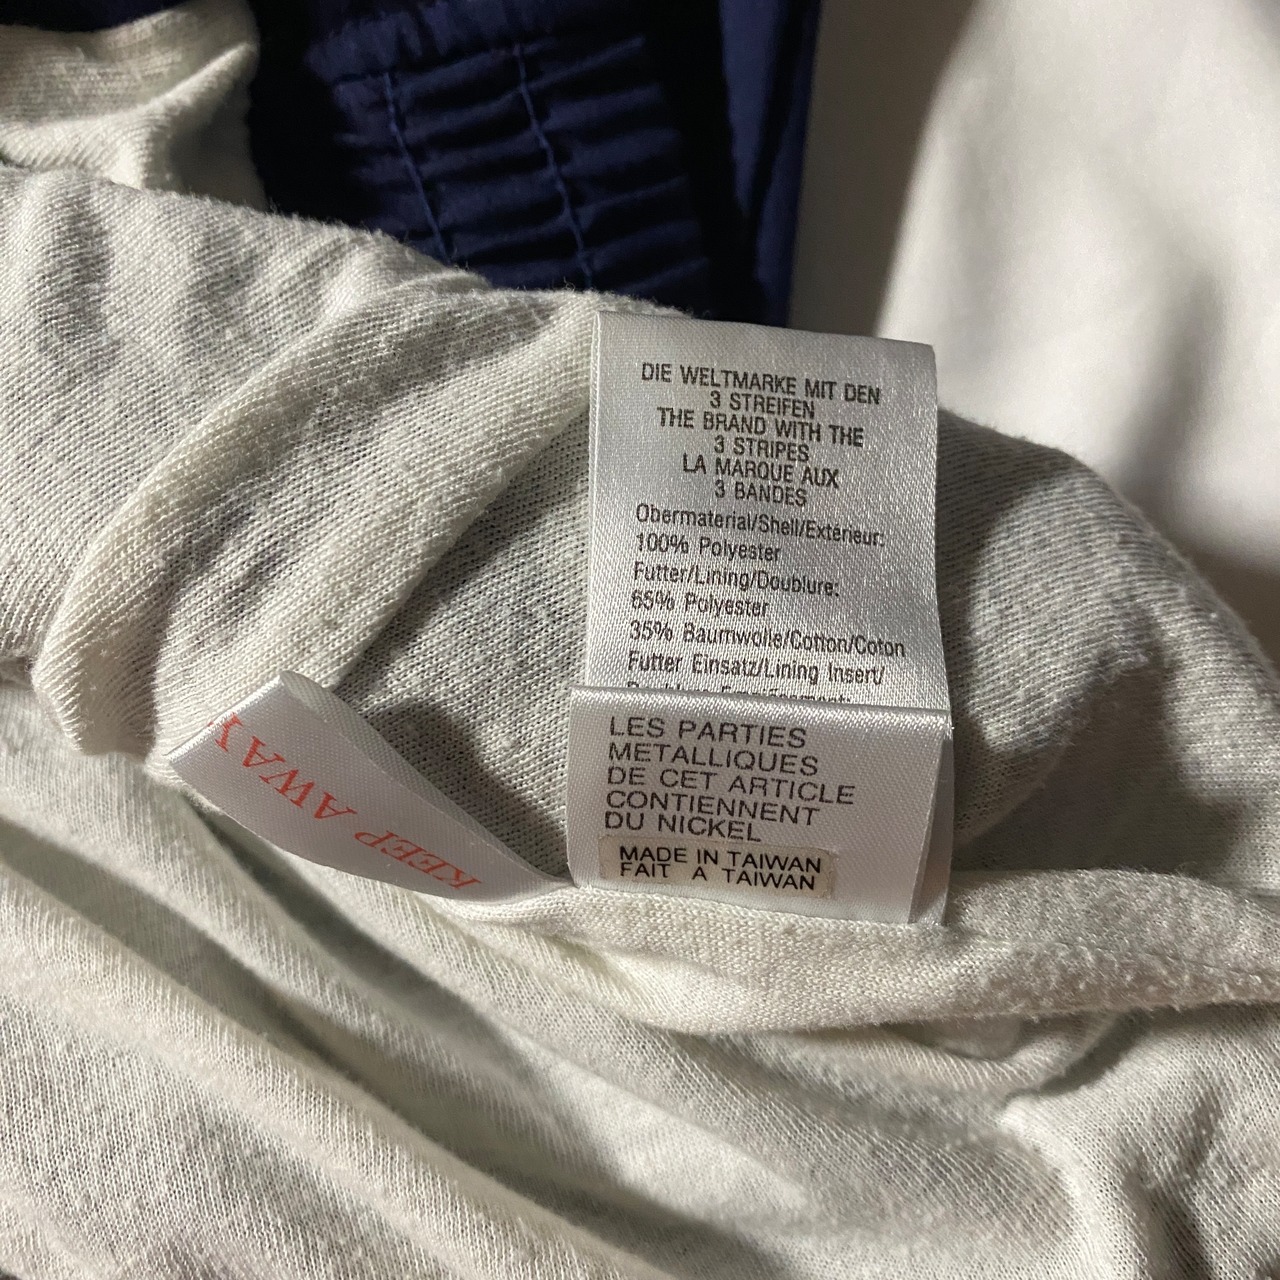 DIE WELTMARKE MIT DEN
3 STREIFEN
THE BRAND WITH THE
3 STRIPES
LA MARQUE AUX
3 BANDES
Obermaterial/Shell/Extérieur:
100% Polyester
Futter/Lining/Doublure:
65% Polyester
35% Baumwolle/Cotton/Coton
Futter Einsatz/Lining Insert/
LES PARTIES
METALLIQUES
DE CET ARTICLE
CONTIENNENT
DU NICKEL
MADE IN TAIWAN
FAIT A TAIWAN
KEEP AWAY